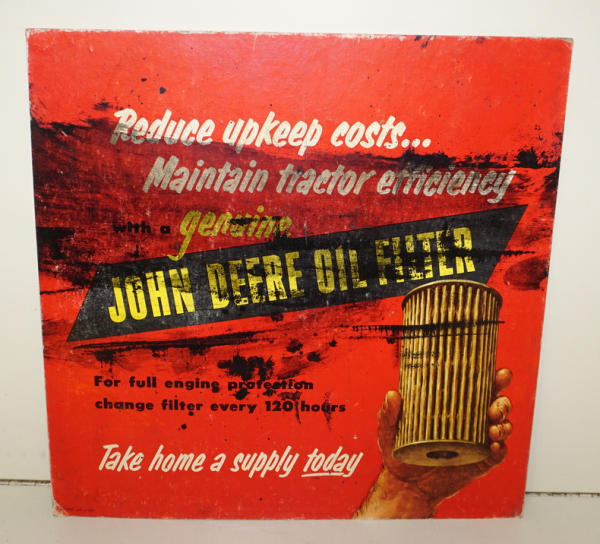 Reduce upkeep costs...
Maintain tractor efficiency
with a genuine
JOHN DEERE OIL FILTER
For full engine protection
change filter every 120 hours
Take home a supply today